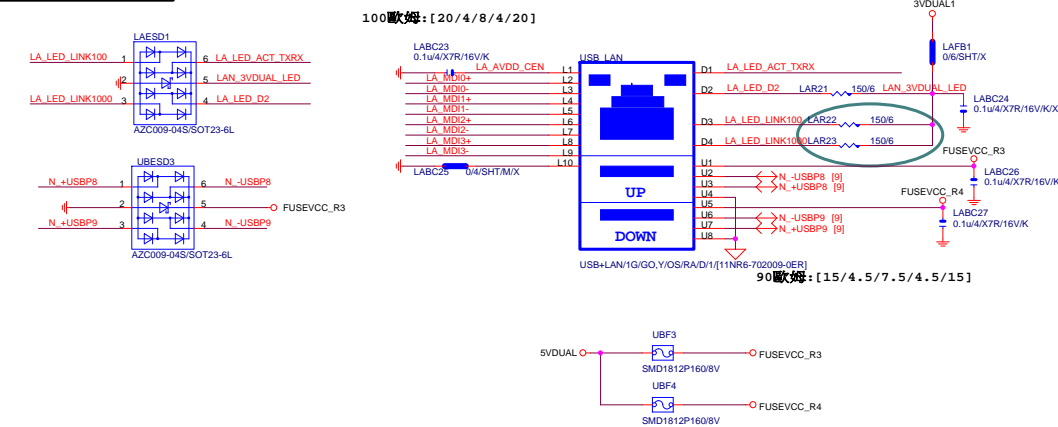 100歐姆:[20/4/8/4/20]
3VDUAL1
LAESD1
LA_LED_LINK100 1 6 LA_LED_ACT_TXRX
2 5 LAN_3VDUAL_LED
LA_LED_LINK1000 3 4 LA_LED_D2
AZC009-04S/SOT23-6L
UBESD3
N_+USBP8 1 6 N_-USBP8
2 5 FUSEVCC_R3
N_+USBP9 3 4 N_-USBP9
AZC009-04S/SOT23-6L
LABC23
0.1u/4/X7R/16V/K
USB_LAN
LA_AVDD_CEN L1
LA_MDI0+ L2
LA_MDI0- L3
LA_MDI1+ L4
LA_MDI1- L5
LA_MDI2+ L6
LA_MDI2- L7
LA_MDI3+ L8
LA_MDI3- L9
L10
LABC25 0/4/SHT/M/X
UP
DOWN
D1 LA_LED_ACT_TXRX
D2 LA_LED_D2 LAR21 150/6 LAN_3VDUAL_LED
D3 LA_LED_LINK100 LAR22 150/6
D4 LA_LED_LINK1000 LAR23 150/6
U1
U2 N_-USBP8 [9]
U3 N_+USBP8 [9]
U4
U5
U6 N_-USBP9 [9]
U7 N_+USBP9 [9]
U8
LAFB1
0/6/SHT/X
LABC24
0.1u/4/X7R/16V/K/X
FUSEVCC_R3
LABC26
0.1u/4/X7R/16V/K
FUSEVCC_R4
LABC27
0.1u/4/X7R/16V/K
USB+LAN/1G/GO,Y/OS/RA/D/1/[11NR6-702009-0ER]
90歐姆:[15/4.5/7.5/4.5/15]
UBF3
5VDUAL FUSEVCC_R3
SMD1812P160/8V
UBF4
FUSEVCC_R4
SMD1812P160/8V